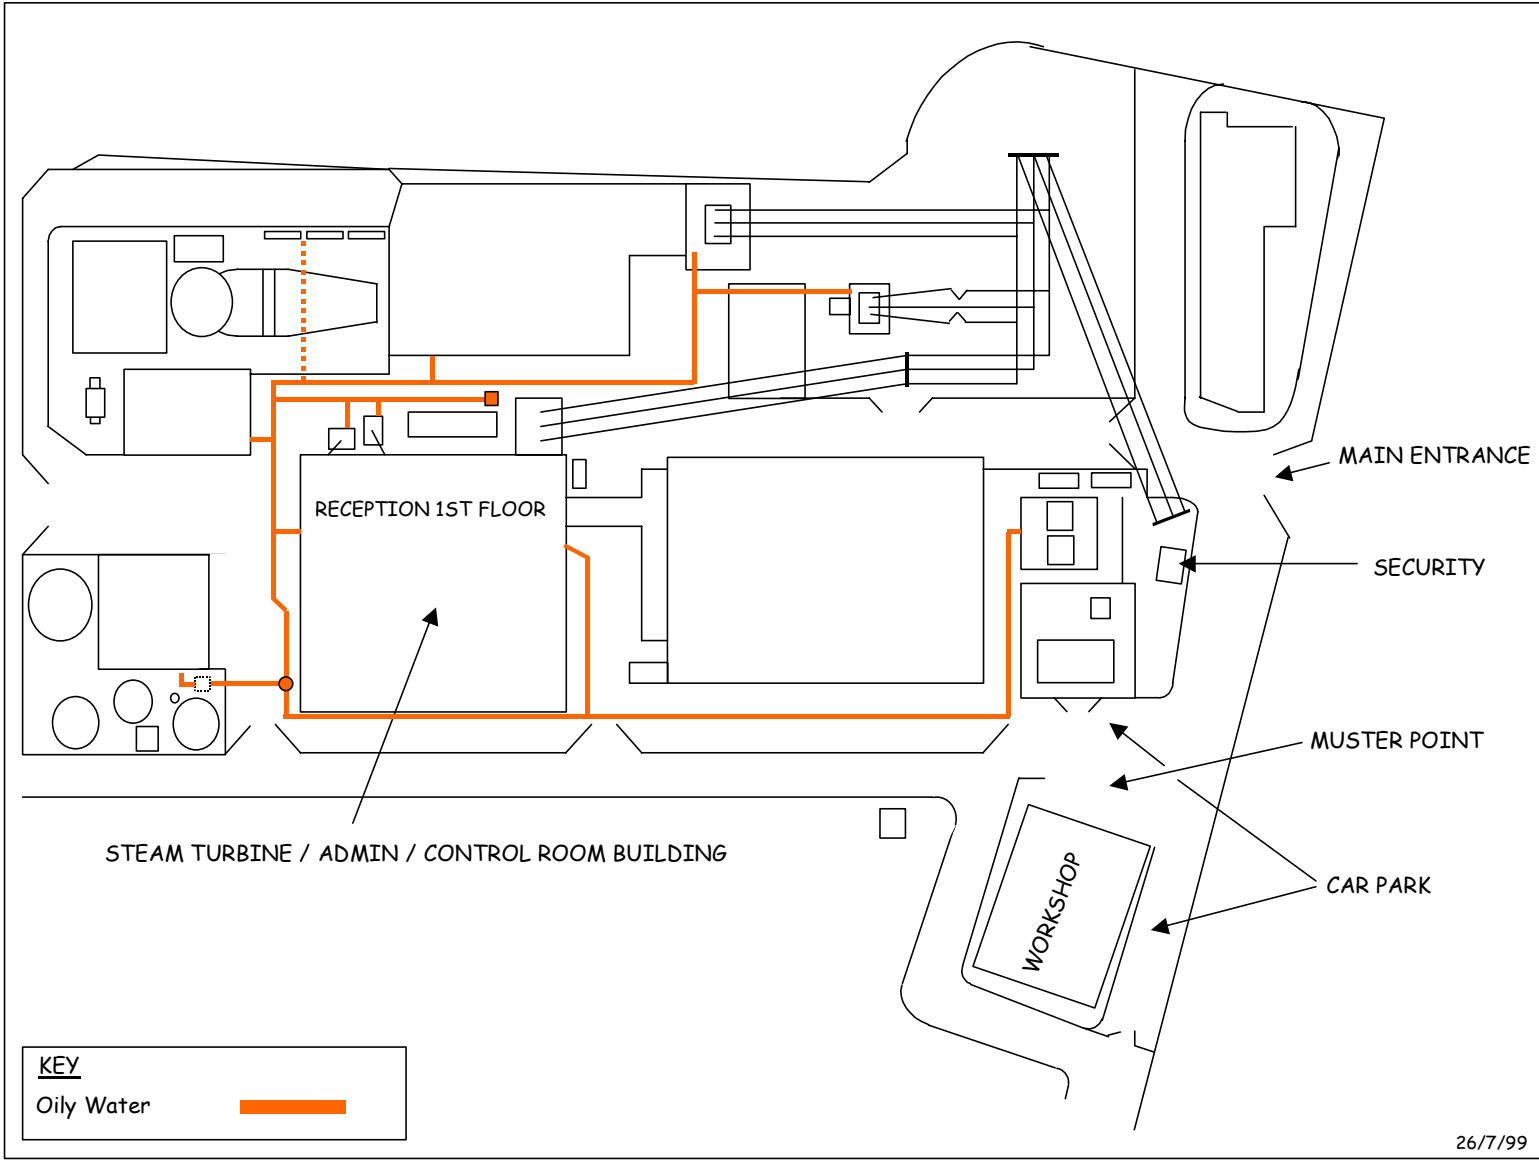 MAIN ENTRANCE
RECEPTION 1ST FLOOR
SECURITY
MUSTER POINT
STEAM TURBINE / ADMIN / CONTROL ROOM BUILDING
CAR PARK
WORKSHOP
KEY
Oily Water
26/7/99